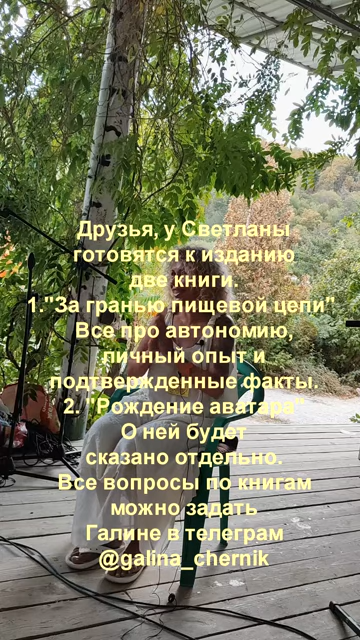 Друзья, у Светланы
готовятся к изданию
две книги.
1."За гранью пищевой цепи"
Все про автономию,
личный опыт и
подтвержденные факты.
2. "Рождение аватара"
О ней будет
сказано отдельно.
Все вопросы по книгам
можно задать
Галине в телеграм
@galina_chernik